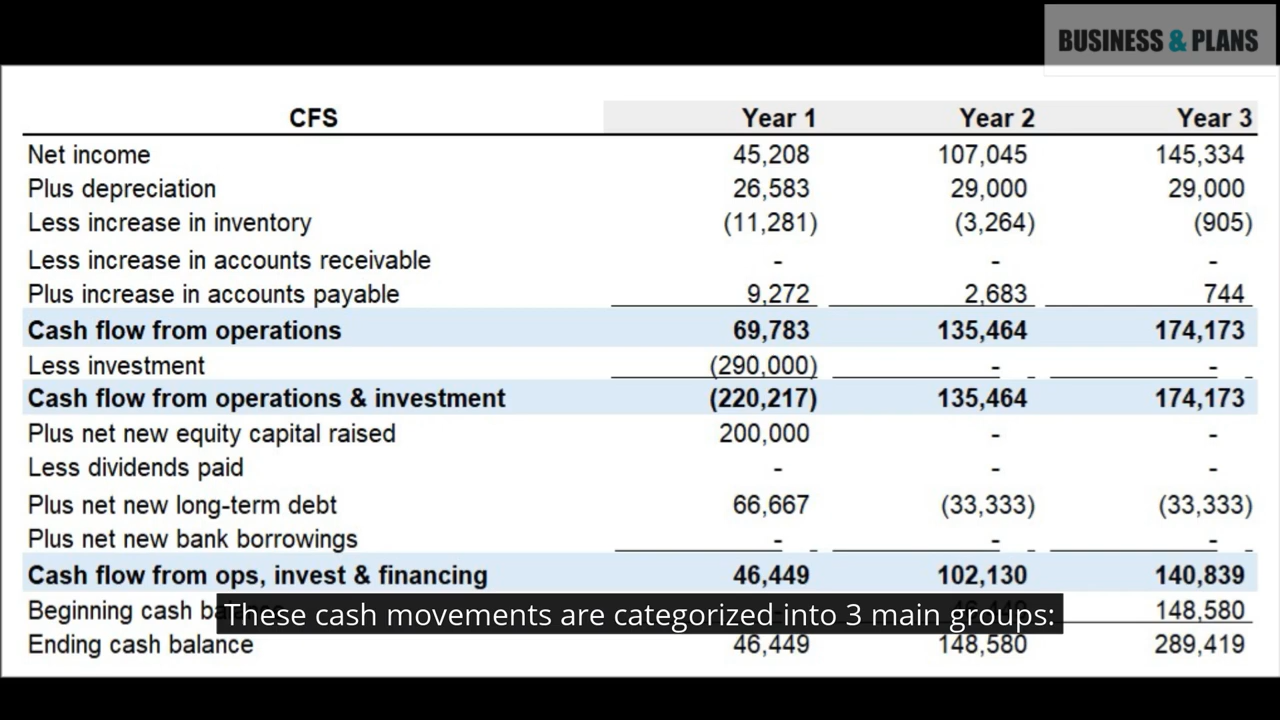 BUSINESS & PLANS
CFS Year 1 Year 2 Year 3
Net income 45,208 107,045 145,334
Plus depreciation 26,583 29,000 29,000
Less increase in inventory (11,281) (3,264) (905)
Less increase in accounts receivable - - -
Plus increase in accounts payable 9,272 2,683 744
Cash flow from operations 69,783 135,464 174,173
Less investment (290,000) - -
Cash flow from operations & investment (220,217) 135,464 174,173
Plus net new equity capital raised 200,000 - -
Less dividends paid - - -
Plus net new long-term debt 66,667 (33,333) (33,333)
Plus net new bank borrowings - - -
Cash flow from ops, invest & financing 46,449 102,130 140,839
Beginning cash 148,580
These cash movements are categorized into 3 main groups:
Ending cash balance 46,449 148,580 289,419